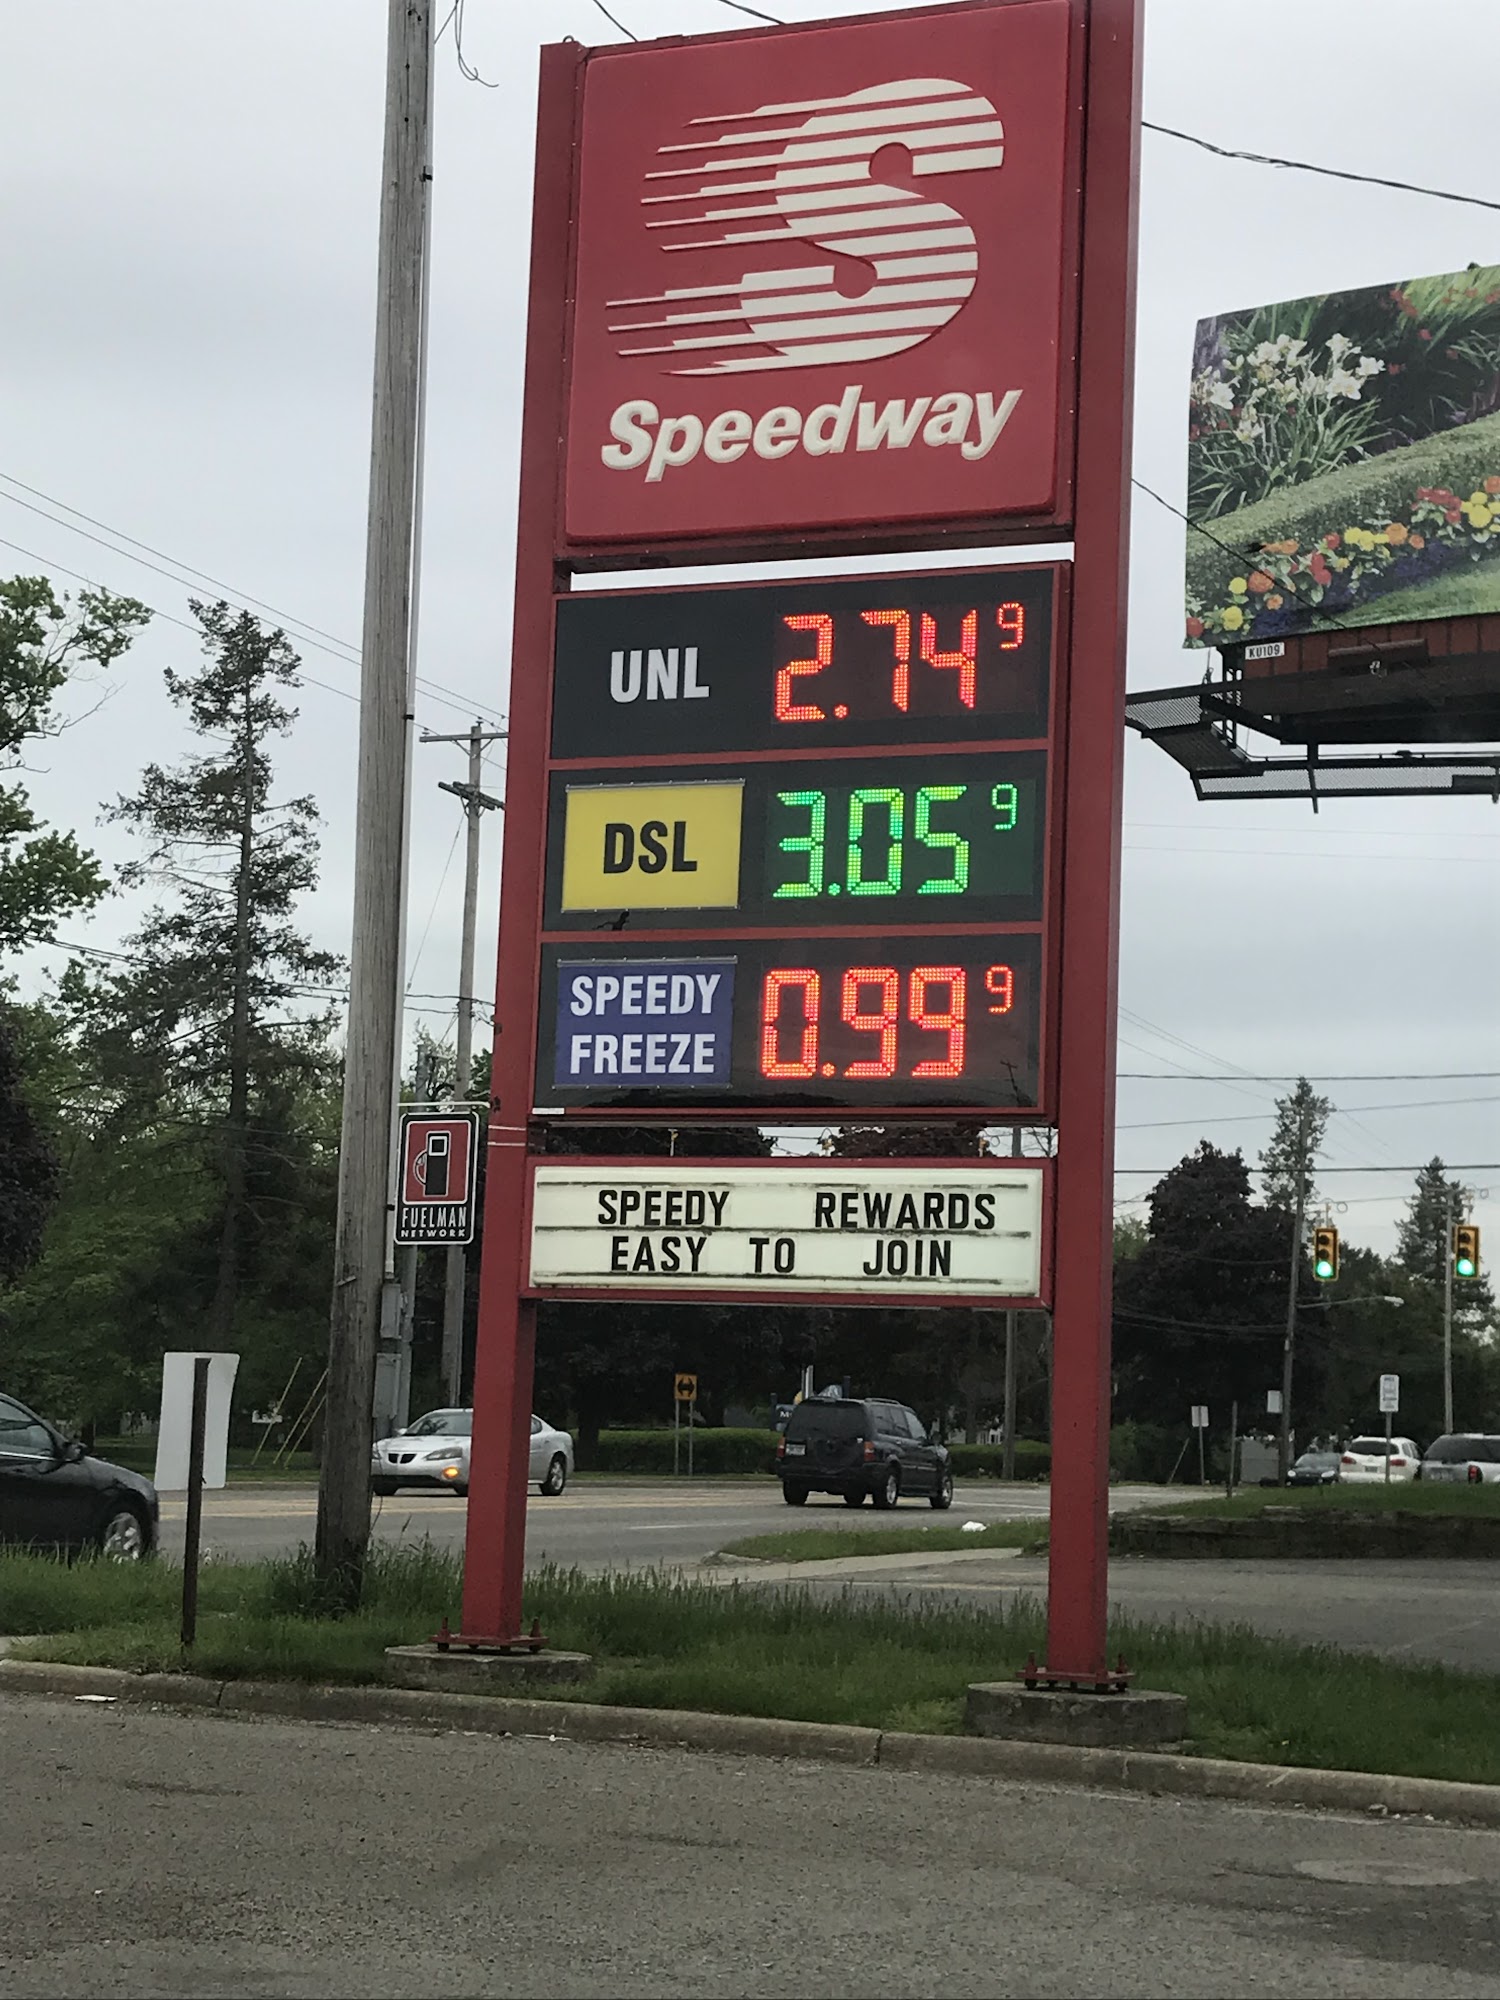 S
Speedway
UNL 2.74 9
DSL 3.05 9
SPEEDY
FREEZE
0.99 9
SPEEDY REWARDS
EASY TO JOIN
FUELMAN
NETWORK
KU109